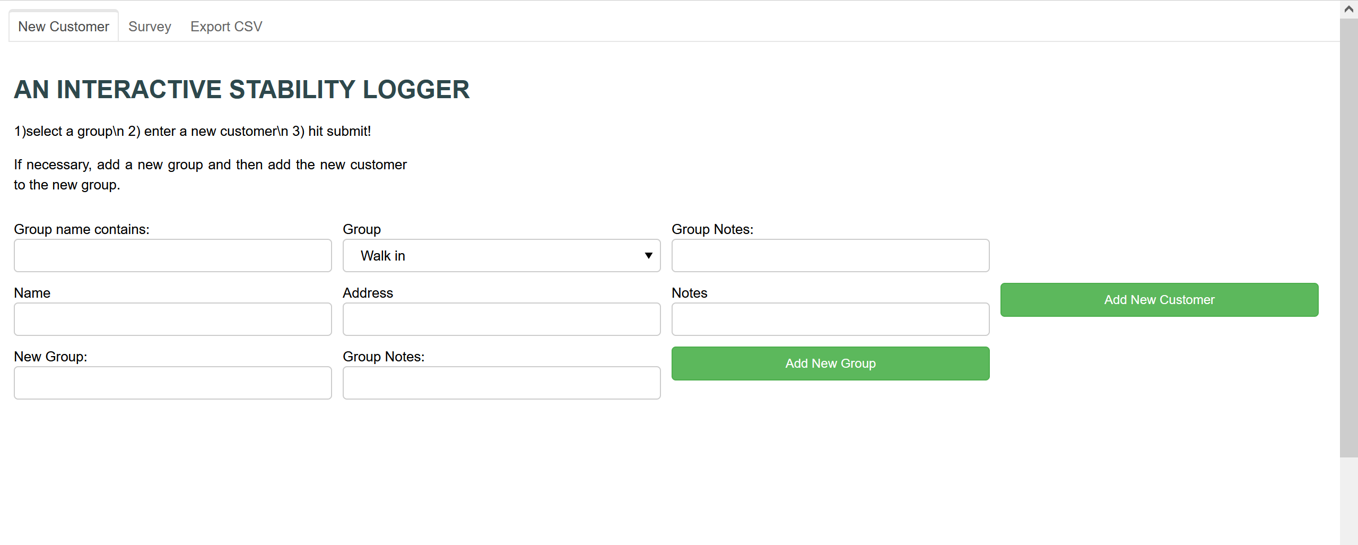 New Customer Survey Export CSV
AN INTERACTIVE STABILITY LOGGER
1)select a group\n 2) enter a new customer\n 3) hit submit!
If necessary, add a new group and then add the new customer
to the new group.
Group name contains: Group Group Notes:
Walk in
Name Address Notes
Add New Customer
New Group: Group Notes:
Add New Group